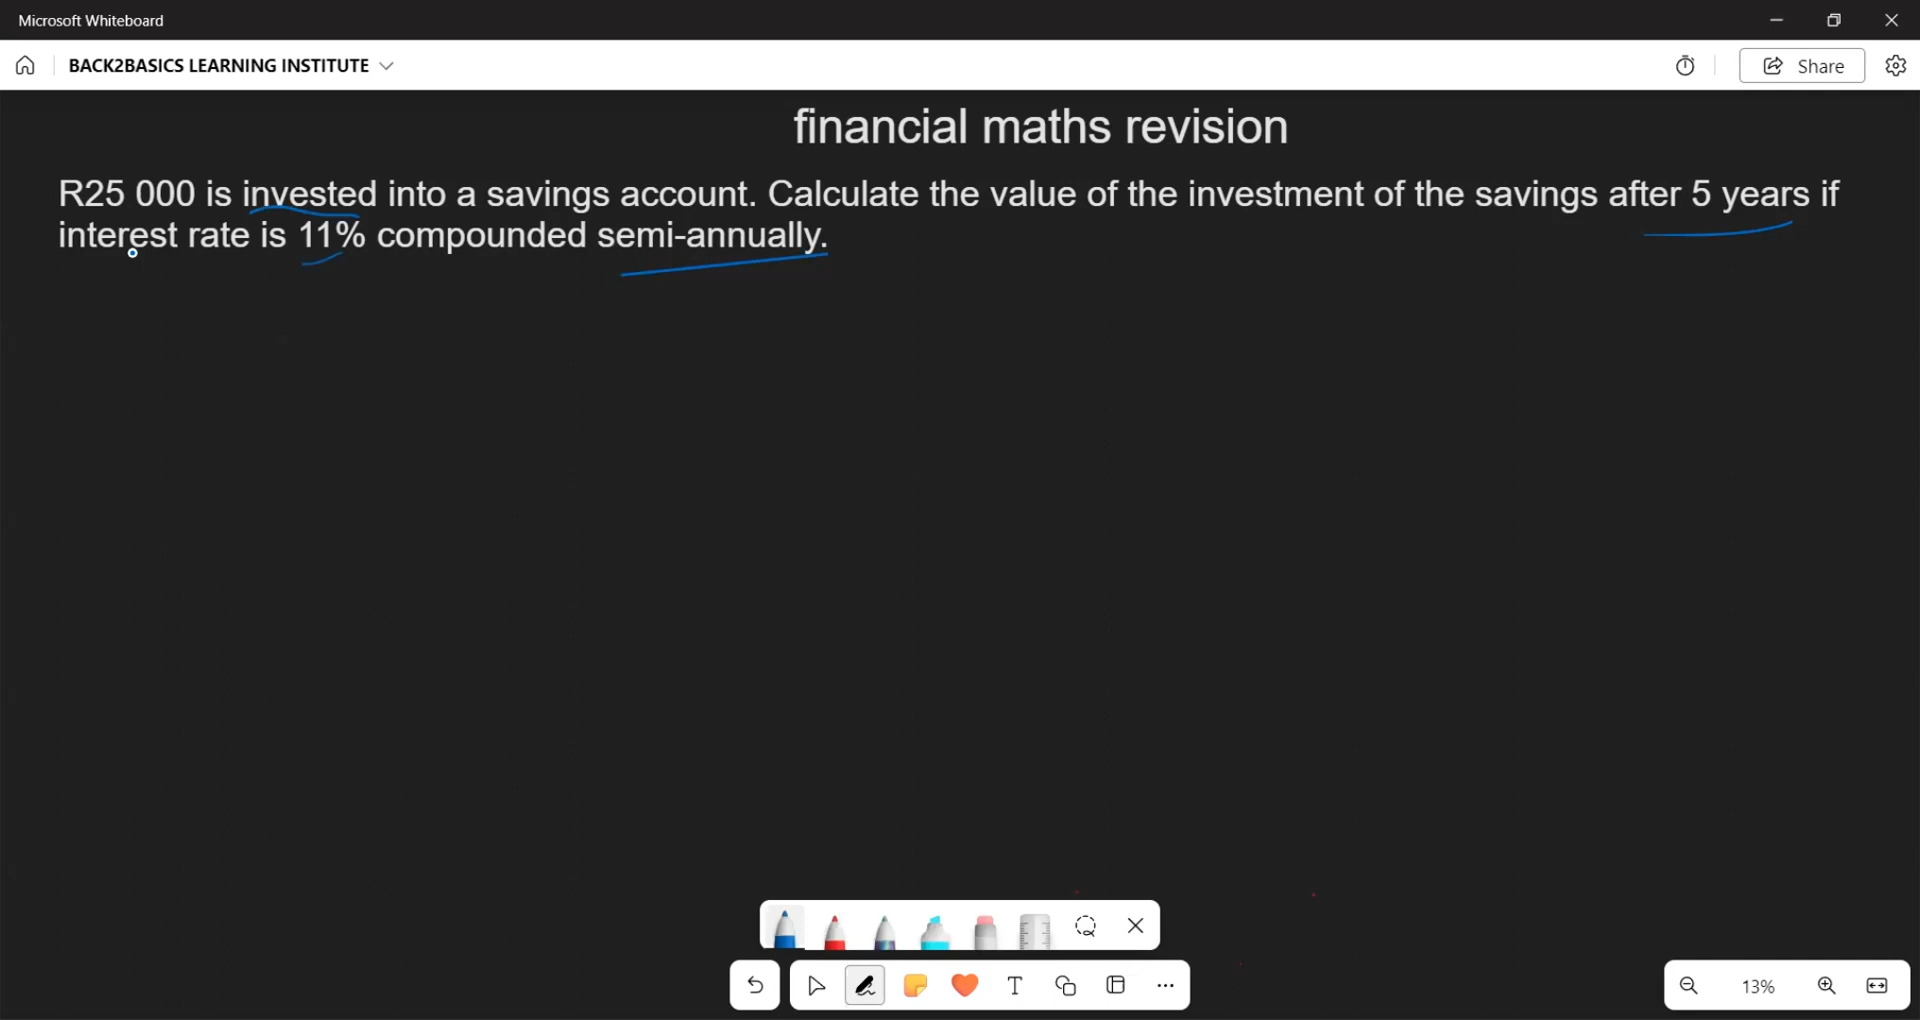 Microsoft Whiteboard
BACK2BASICS LEARNING INSTITUTE
Share
financial maths revision
R25 000 is invested into a savings account. Calculate the value of the investment of the savings after 5 years if
interest rate is 11% compounded semi-annually.
13%